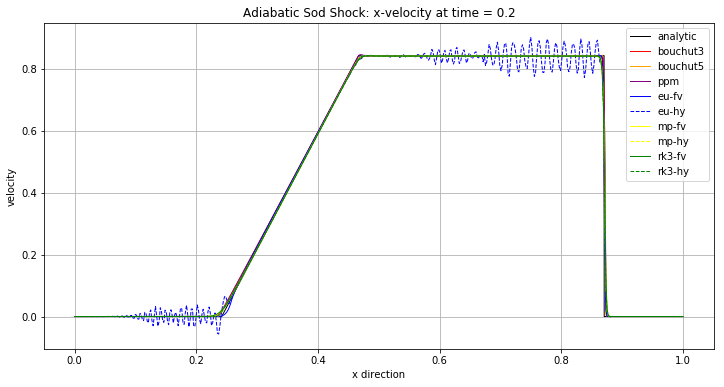 Adiabatic Sod Shock: x-velocity at time = 0.2
velocity
0.8
0.6
0.4
0.2
0.0
0.0
0.2
0.4
0.6
0.8
1.0
x direction
analytic
bouchut3
bouchut5
ppm
eu-fv
eu-hy
mp-fv
mp-hy
rk3-fv
rk3-hy